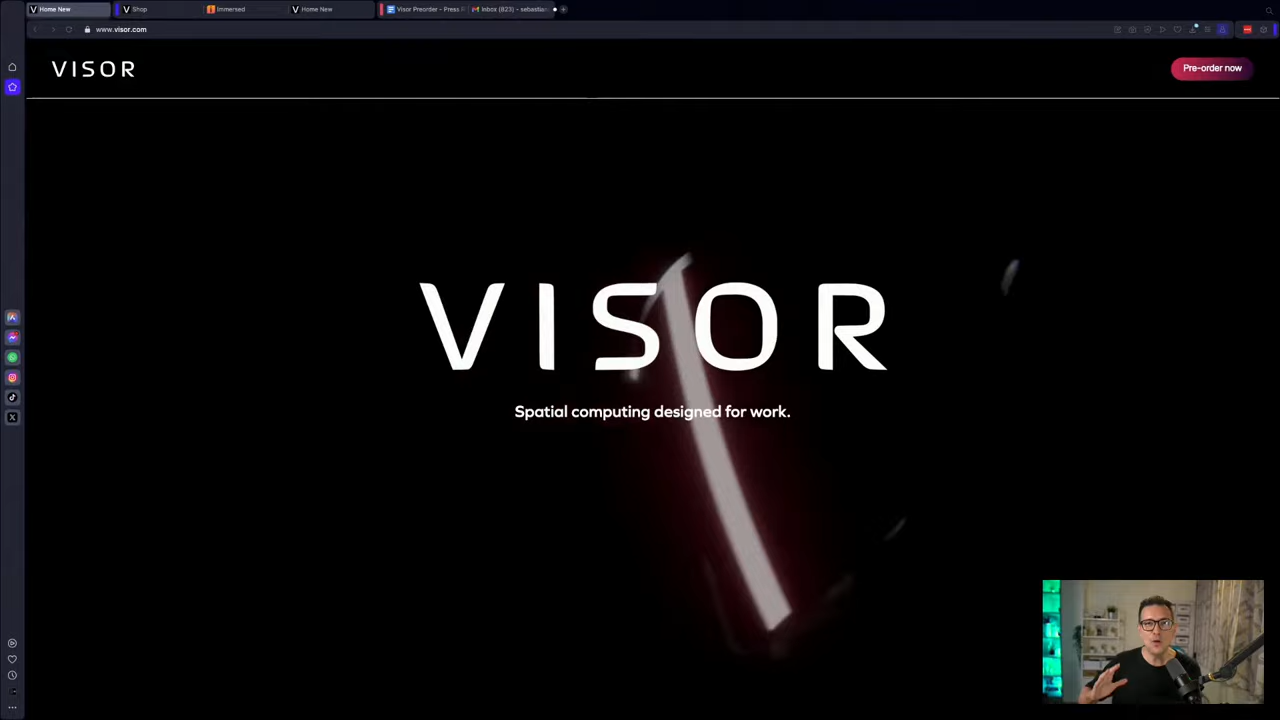 Home New
Shop
Immersed
Home New
Visor Preorder - Press
Inbox (823) - sebastian
www.visor.com
VISOR
Pre-order now
VISOR
Spatial computing designed for work.